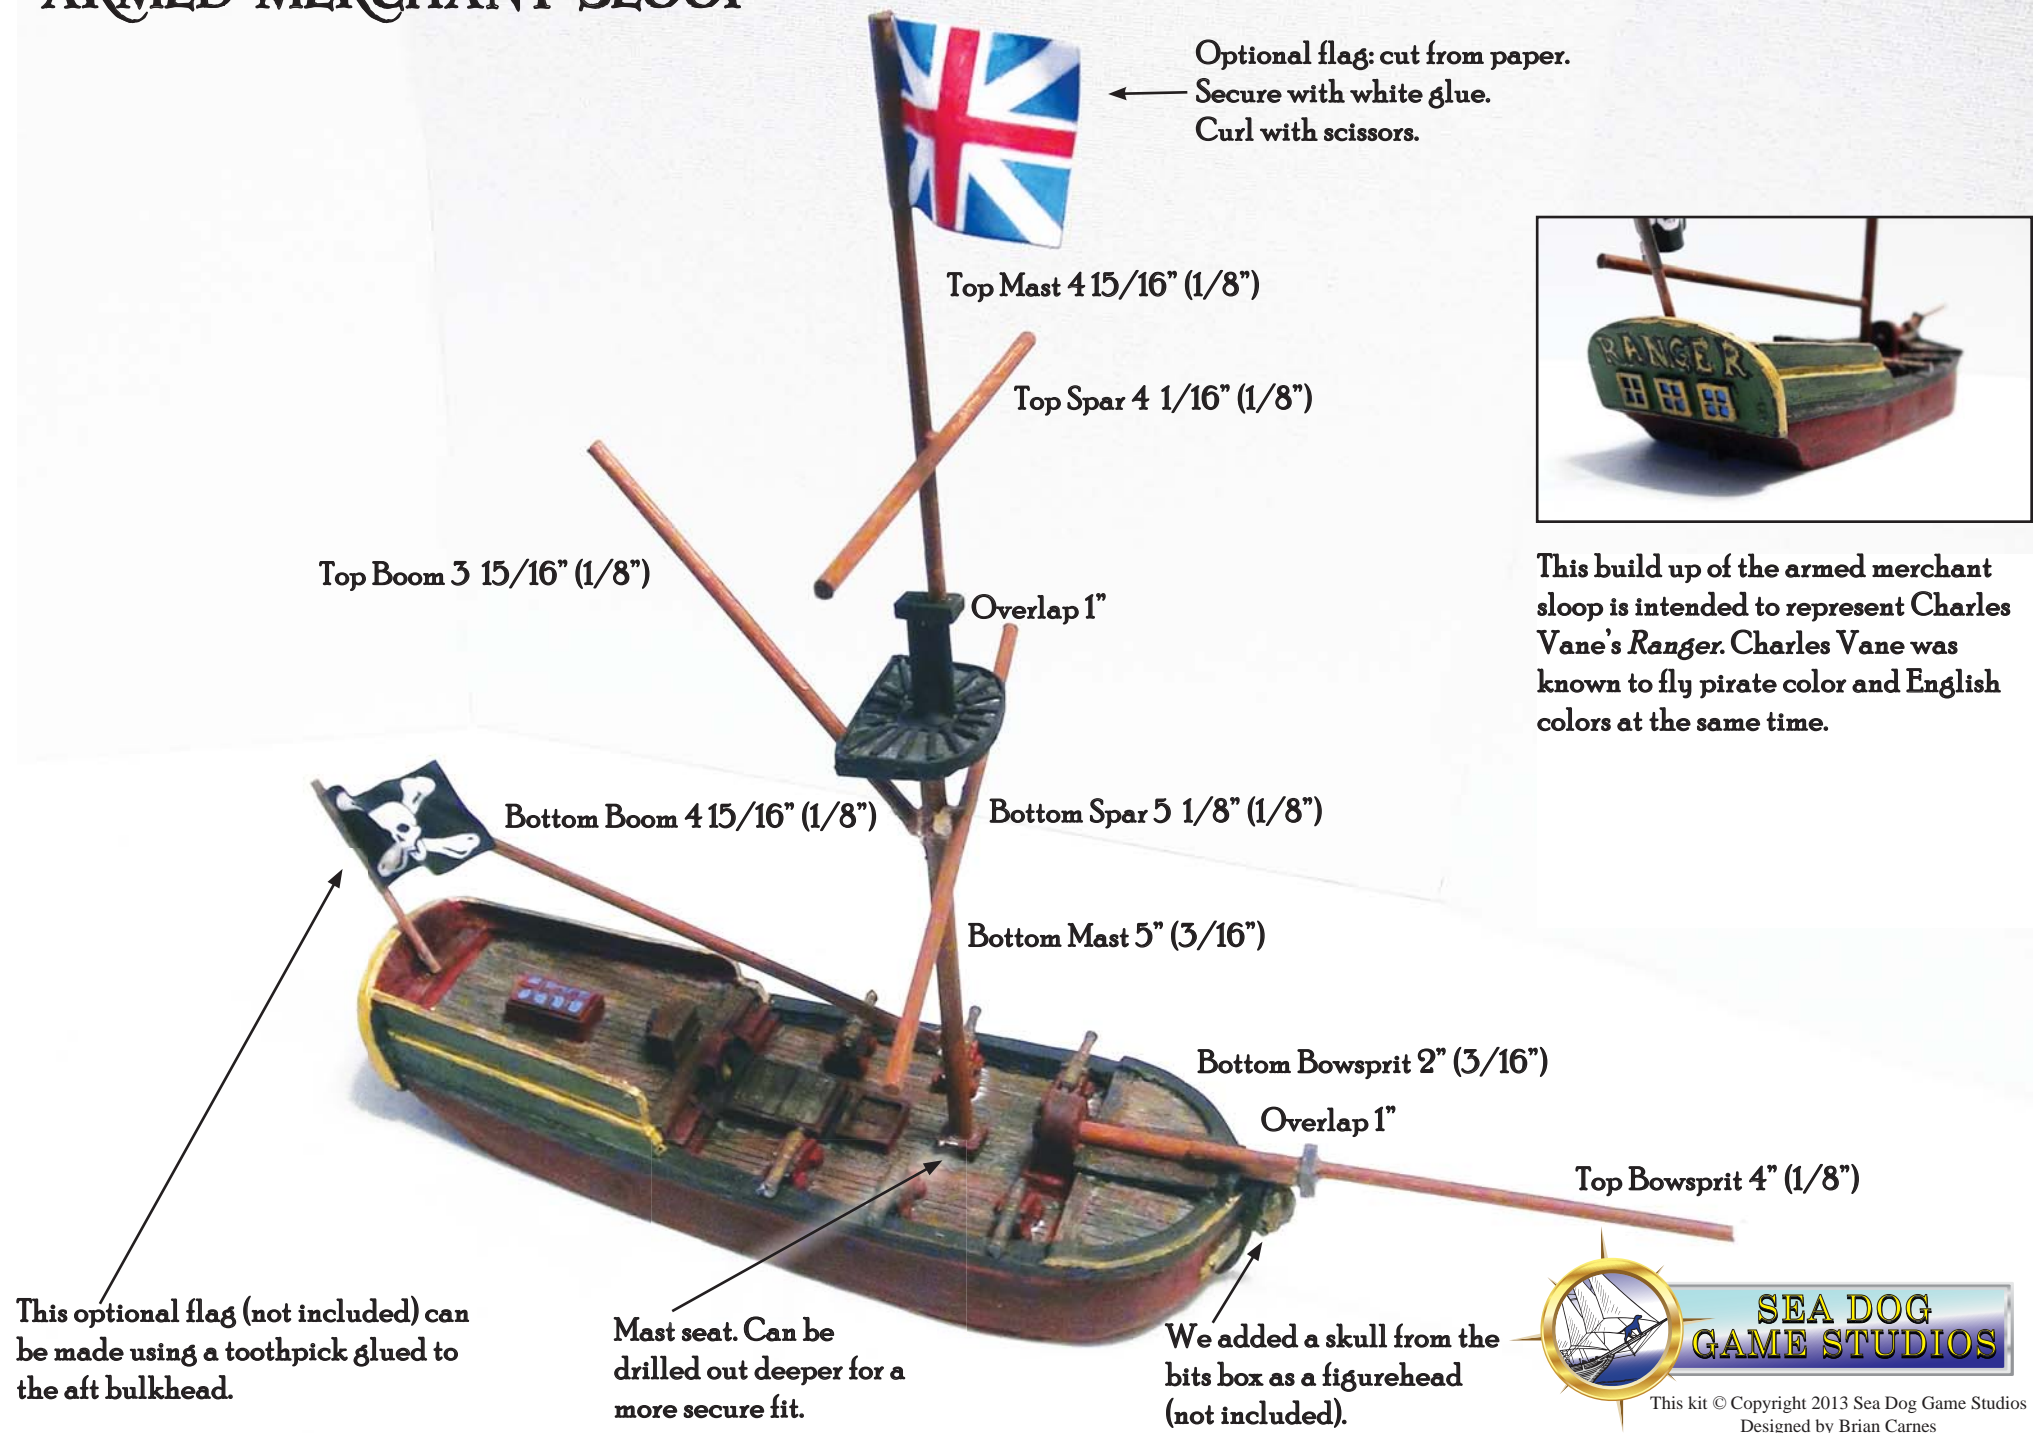 ARMED MERCHANT SLOOP
Optional flag: cut from paper.
Secure with white glue.
Curl with scissors.
Top Mast 4 15/16” (1/8”)
Top Spar 4 1/16” (1/8”)
RANGER
Top Boom 3 15/16” (1/8”)
Overlap 1”
This build up of the armed merchant
sloop is intended to represent Charles
Vane’s Ranger. Charles Vane was
known to fly pirate color and English
colors at the same time.
Bottom Boom 4 15/16” (1/8”)
Bottom Spar 5 1/8” (1/8”)
Bottom Mast 5” (3/16”)
Bottom Bowsprit 2” (3/16”)
Overlap 1”
Top Bowsprit 4” (1/8”)
This optional flag (not included) can
be made using a toothpick glued to
the aft bulkhead.
Mast seat. Can be
drilled out deeper for a
more secure fit.
We added a skull from the
bits box as a figurehead
(not included).
SEA DOG
GAME STUDIOS
This kit © Copyright 2013 Sea Dog Game Studios
Designed by Brian Carnes